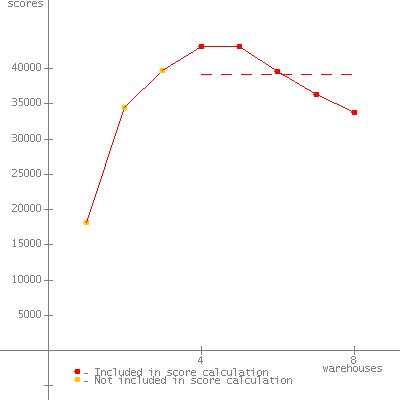 scores
40000
35000
30000
25000
20000
15000
10000
5000
4
8
warehouses
- Included in score calculation
- Not included in score calculation